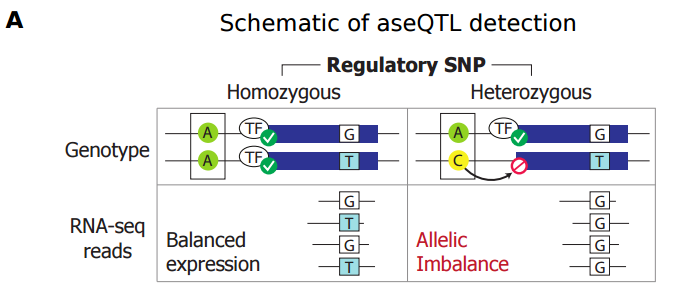 A
Schematic of aseQTL detection
Regulatory SNP
Homozygous
Heterozygous
Genotype
A
TF
G
A
TF
T
A
TF
G
C
T
RNA-seq
reads
G
T
G
T
Balanced
expression
Allelic
Imbalance
G
G
G
G